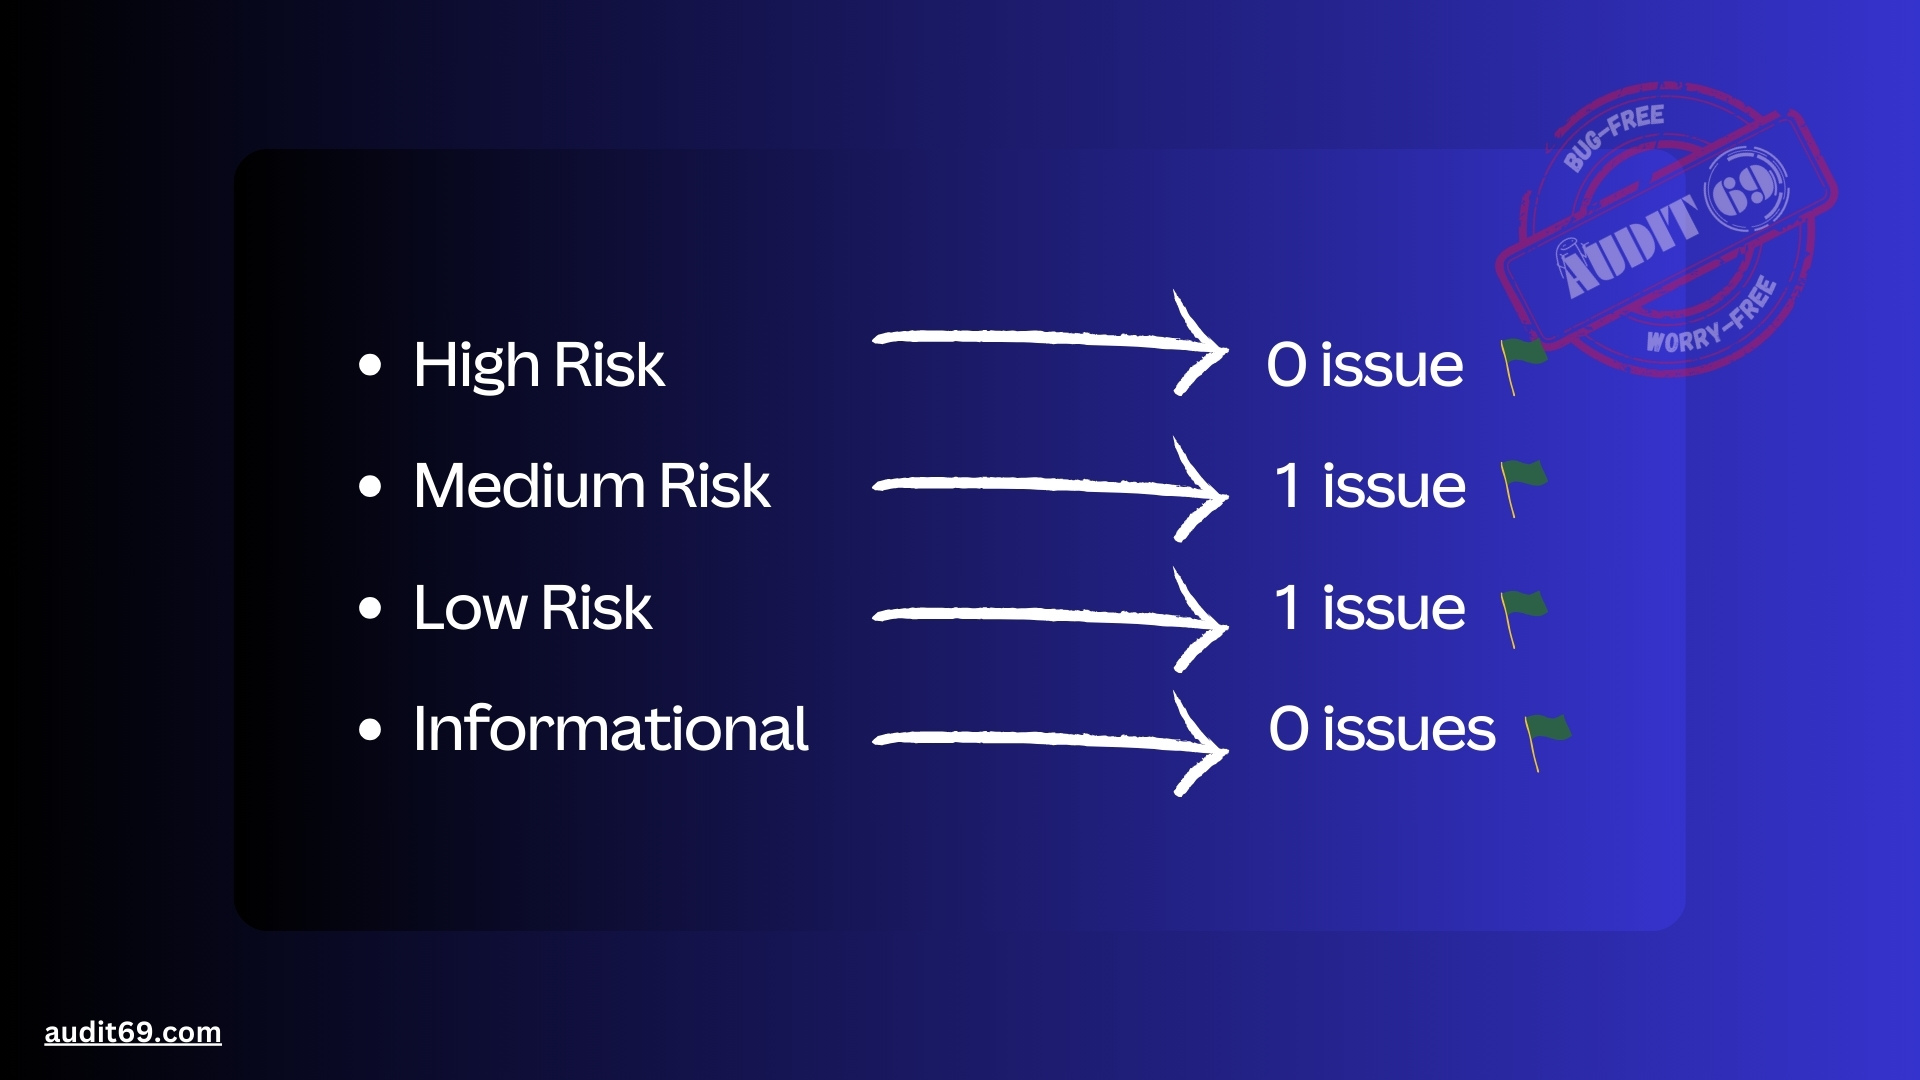 BUG-FREE
AUDIT 69
WORRY-FREE
High Risk 0 issue
Medium Risk 1 issue
Low Risk 1 issue
Informational 0 issues
audit69.com